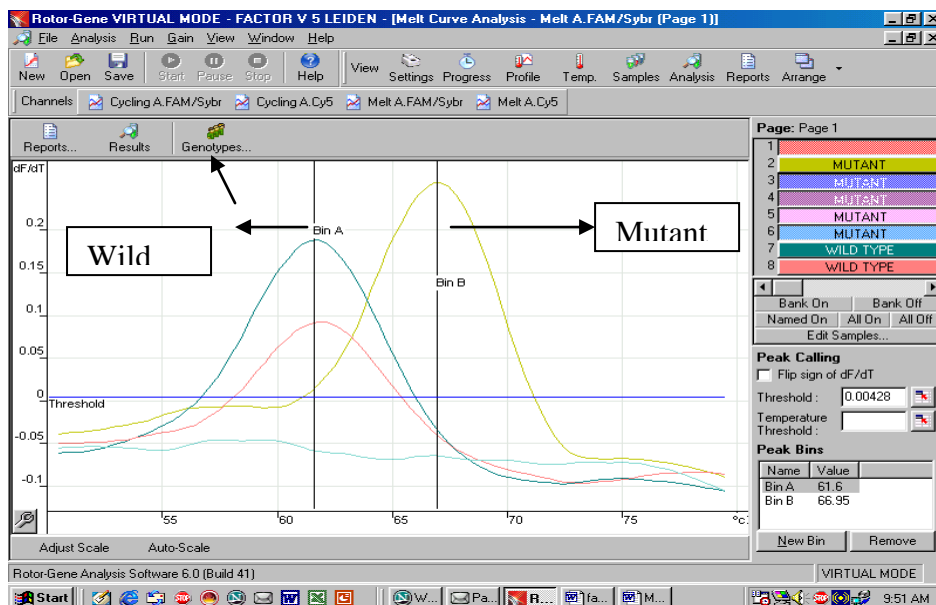 Rotor-Gene VIRTUAL MODE - FACTOR V 5 LEIDEN - [Melt Curve Analysis - Melt A.FAM/Sybr (Page 1)]
File Analysis Run Gain View Window Help
New Open Save Start Pause Stop Help View Settings Progress Profile Temp. Samples Analysis Reports Arrange
Channels Cycling A.FAM/Sybr Cycling A.Cy5 Melt A.FAM/Sybr Melt A.Cy5
Reports... Results Genotypes...
dF/dT
0.2
0.15
0.1
0.05
0
-0.05
-0.1
Bin A
Bin B
Wild
Mutant
Threshold
55 60 65 70 75 °c
Adjust Scale Auto-Scale
Page: Page 1
1
2 MUTANT
3 MUTANT
4 MUTANT
5 MUTANT
6 MUTANT
7 WILD TYPE
8 WILD TYPE
Bank On Bank Off
Named On All On All Off
Edit Samples...
Peak Calling
Flip sign of dF/dT
Threshold : 0.00428
Temperature
Threshold :
Peak Bins
Name Value
Bin A 61.6
Bin B 66.95
New Bin Remove
Rotor-Gene Analysis Software 6.0 (Build 41) VIRTUAL MODE
Start W... Pa... R... fa... M... 9:51 AM